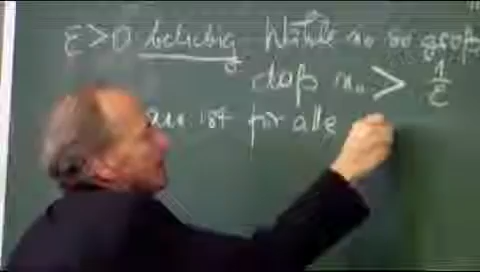 ε>0 beliebig Wähle n₀ so groß
daß n₀ > 1/ε
ist für alle